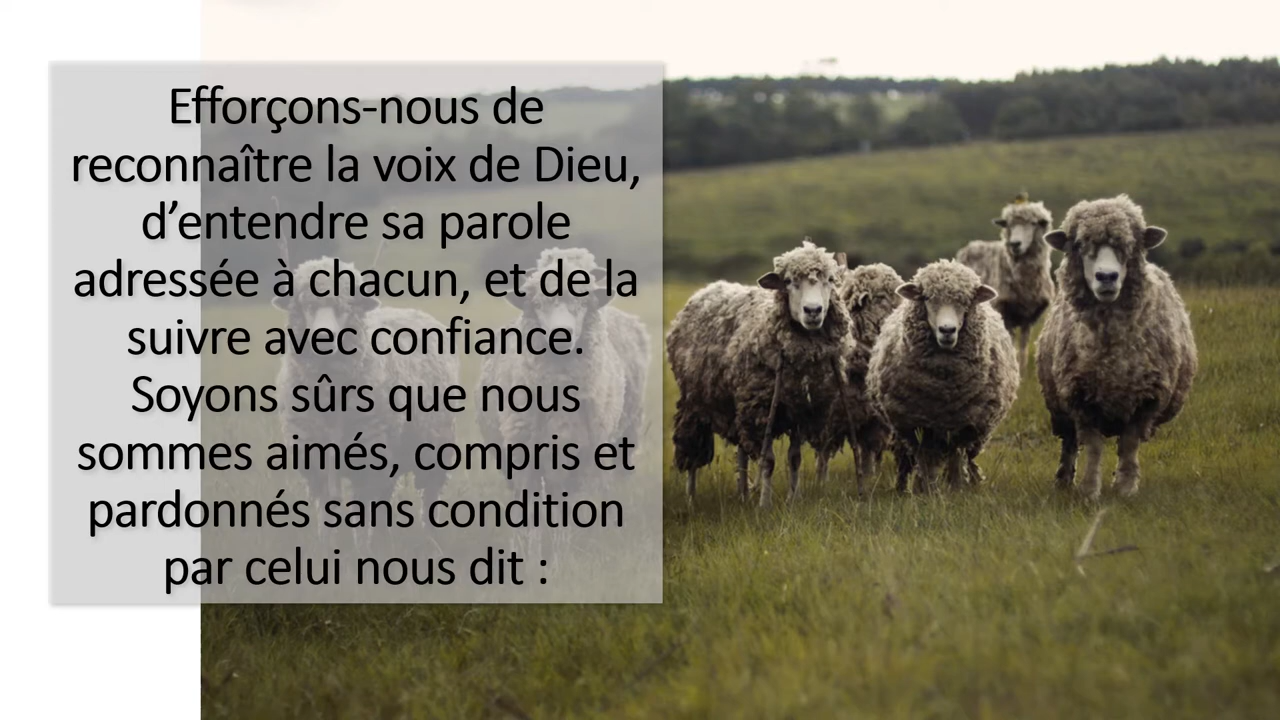 Efforçons-nous de
reconnaître la voix de Dieu,
d’entendre sa parole
adressée à chacun, et de la
suivre avec confiance.
Soyons sûrs que nous
sommes aimés, compris et
pardonnés sans condition
par celui nous dit :